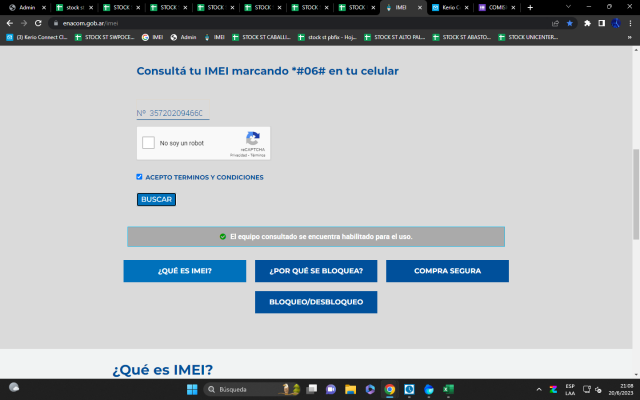 Admin
stock st
STOCK
STOCK
STOCK
STOCK
STOCK
STOCK
IMEI
Kerio C
COMIS
enacom.gob.ar/imei
(3) Kerio Connect Cl...
STOCK ST SWPOCE...
IMEI
Admin
IMEI
STOCK ST CABALLI...
stock st pbfix - Hoj...
STOCK ST ALTO PAL...
STOCK ST ABASTO...
STOCK UNICENTER...
»
Consultá tu IMEI marcando *#06# en tu celular
Nº 35720209466C
No soy un robot
reCAPTCHA
Privacidad - Términos
ACEPTO TERMINOS Y CONDICIONES
BUSCAR
El equipo consultado se encuentra habilitado para el uso.
¿QUÉ ES IMEI?
¿POR QUÉ SE BLOQUEA?
COMPRA SEGURA
BLOQUEO/DESBLOQUEO
¿Qué es IMEI?
Búsqueda
ESP
LAA
21:08
20/6/2023